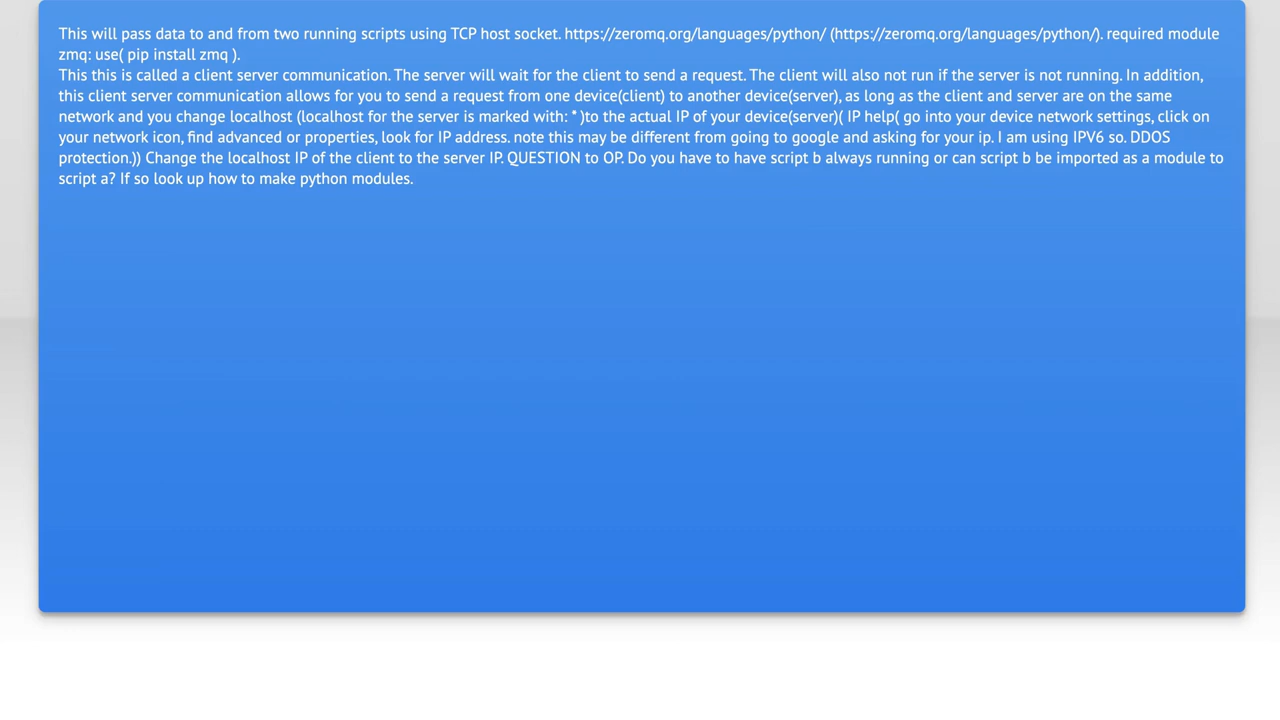 This will pass data to and from two running scripts using TCP host socket. https://zeromq.org/languages/python/ (https://zeromq.org/languages/python/). required module
zmq: use( pip install zmq ).
This this is called a client server communication. The server will wait for the client to send a request. The client will also not run if the server is not running. In addition,
this client server communication allows for you to send a request from one device(client) to another device(server), as long as the client and server are on the same
network and you change localhost (localhost for the server is marked with: * )to the actual IP of your device(server)( IP help( go into your device network settings, click on
your network icon, find advanced or properties, look for IP address. note this may be different from going to google and asking for your ip. I am using IPV6 so. DDOS
protection.)) Change the localhost IP of the client to the server IP. QUESTION to OP. Do you have to have script b always running or can script b be imported as a module to
script a? If so look up how to make python modules.